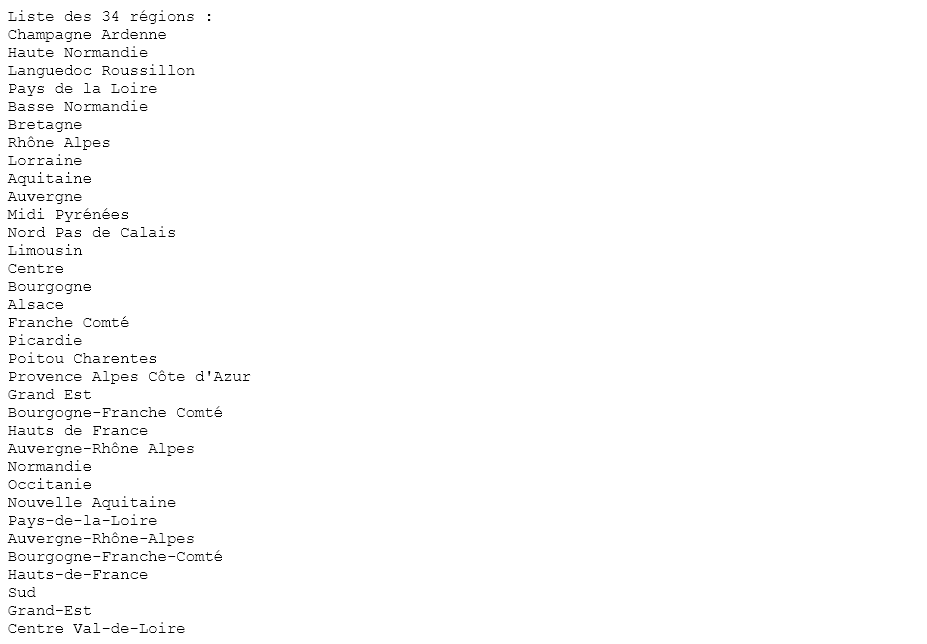 Liste des 34 régions :
Champagne Ardenne
Haute Normandie
Languedoc Roussillon
Pays de la Loire
Basse Normandie
Bretagne
Rhône Alpes
Lorraine
Aquitaine
Auvergne
Midi Pyrénées
Nord Pas de Calais
Limousin
Centre
Bourgogne
Alsace
Franche Comté
Picardie
Poitou Charentes
Provence Alpes Côte d'Azur
Grand Est
Bourgogne-Franche Comté
Hauts de France
Auvergne-Rhône Alpes
Normandie
Occitanie
Nouvelle Aquitaine
Pays-de-la-Loire
Auvergne-Rhône-Alpes
Bourgogne-Franche-Comté
Hauts-de-France
Sud
Grand-Est
Centre Val-de-Loire